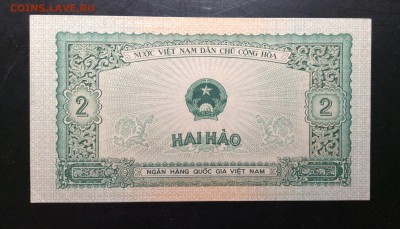 COINS.LAVE.RU
NƯỚC VIỆT NAM DÂN CHỦ CỘNG HÒA
2 2
HAI HÀO
NGÂN HÀNG QUỐC GIA VIỆT NAM